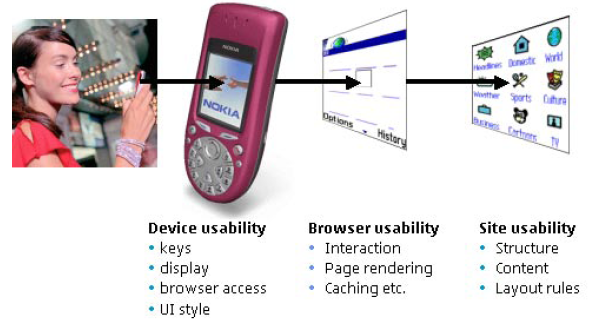 NOKIA
NOKIA
Options
History
Headlines
Domestic
World
Weather
Sports
Culture
Business
Cartoons
TV
Device usability
• keys
• display
• browser access
• UI style
Browser usability
• Interaction
• Page rendering
• Caching etc.
Site usability
• Structure
• Content
• Layout rules